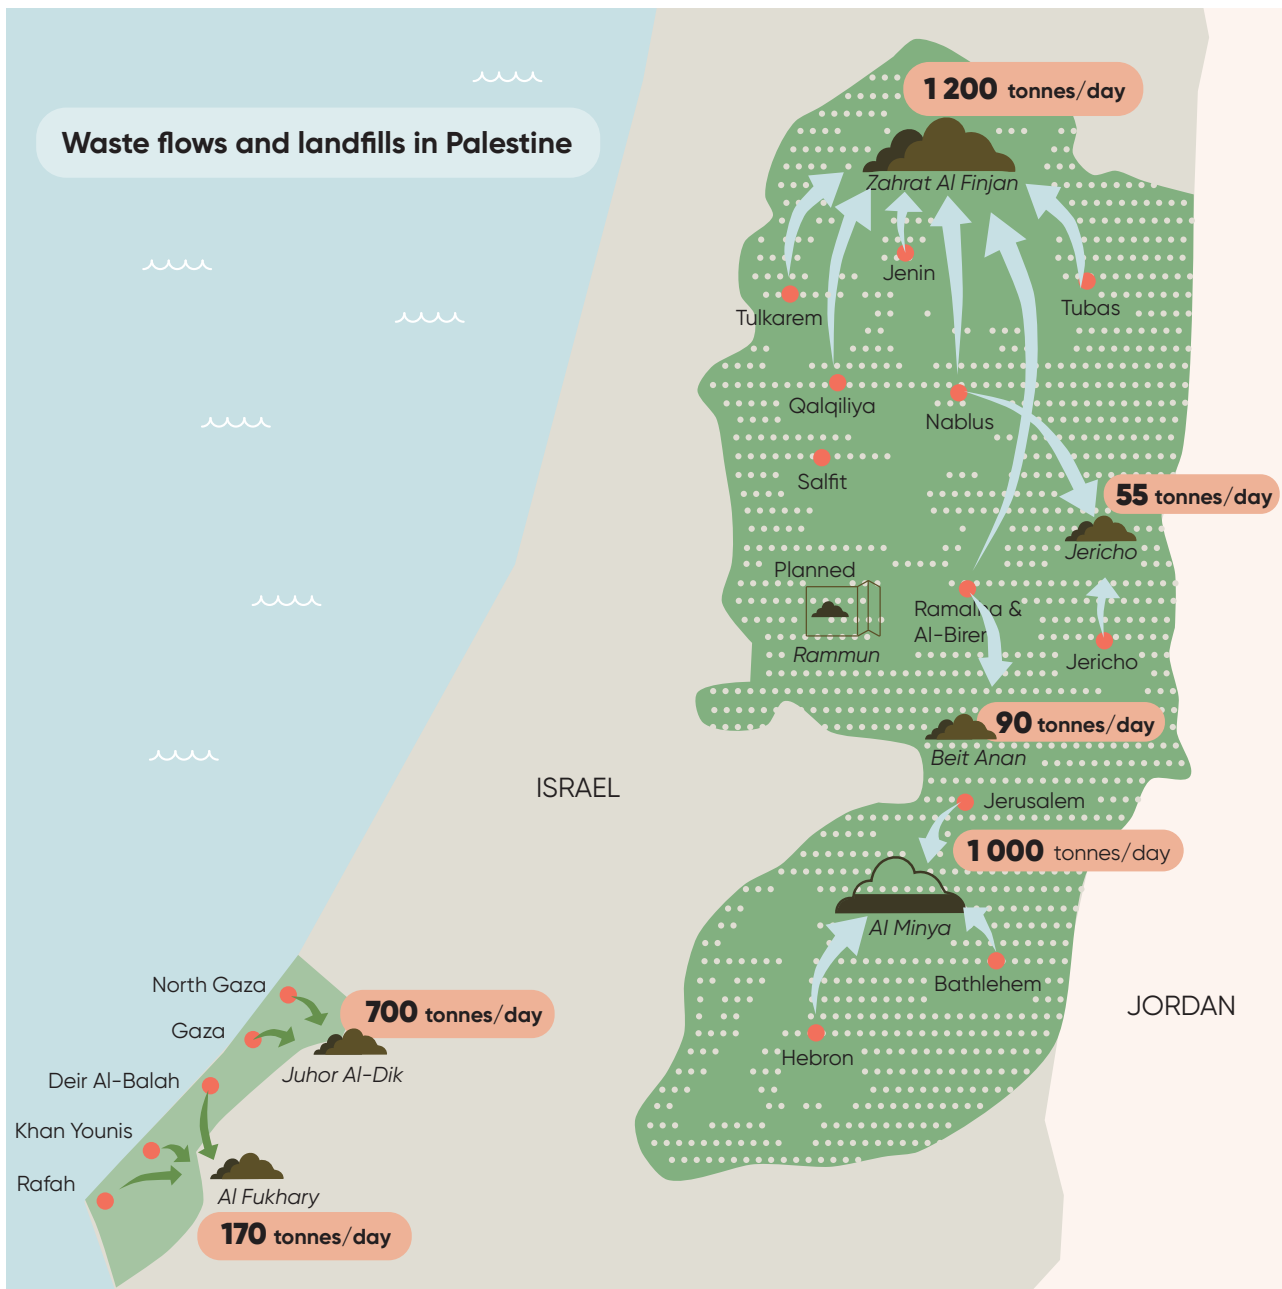 Waste flows and landfills in Palestine
1 200 tonnes/day
Zahrat Al Finjan
Jenin
Tulkarem
Tubas
Qalqiliya
Nablus
Salfit
55 tonnes/day
Jericho
Planned
Rammun
Ramalha &
Al-Birer
Jericho
90 tonnes/day
Beit Anan
ISRAEL
Jerusalem
1 000 tonnes/day
Al Minya
Bathlehem
Hebron
JORDAN
North Gaza
700 tonnes/day
Gaza
Juhor Al-Dik
Deir Al-Balah
Khan Younis
Rafah
Al Fukhary
170 tonnes/day